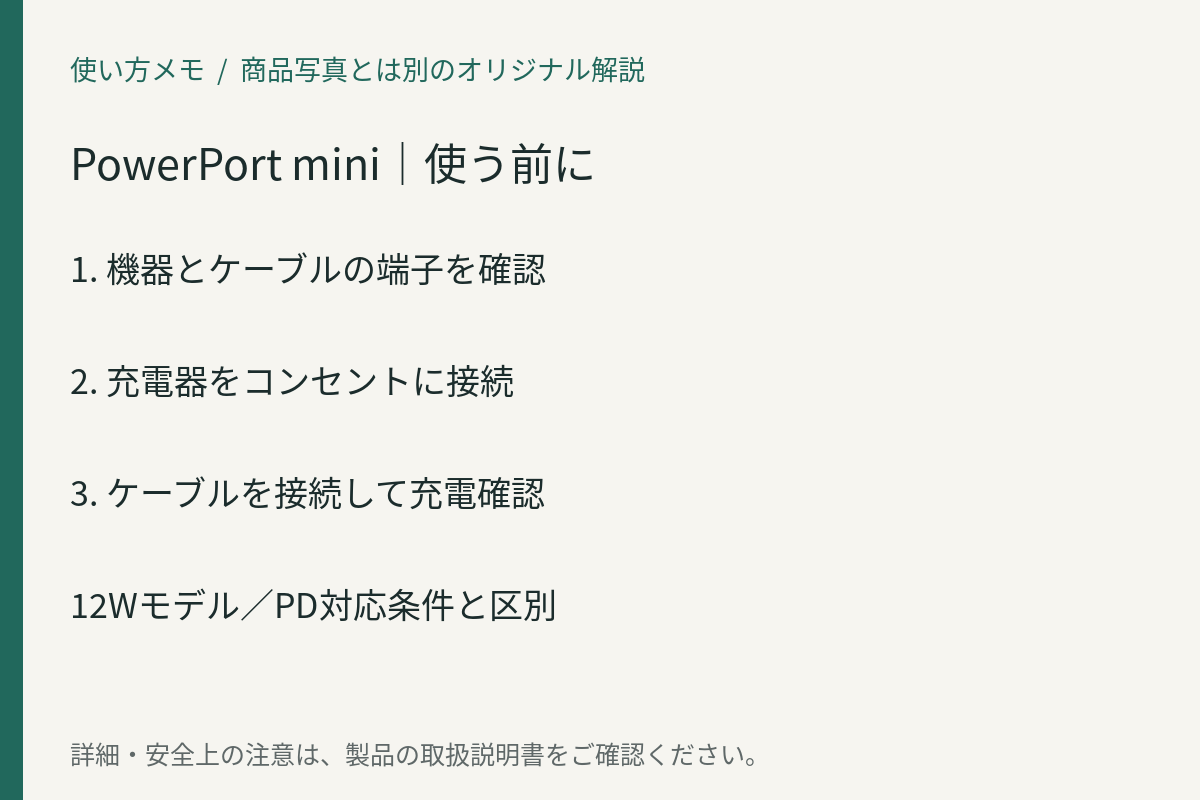 使い方メモ / 商品写真とは別のオリジナル解説
PowerPort mini｜使う前に
1. 機器とケーブルの端子を確認
2. 充電器をコンセントに接続
3. ケーブルを接続して充電確認
12Wモデル／PD対応条件と区別
詳細・安全上の注意は、製品の取扱説明書をご確認ください。